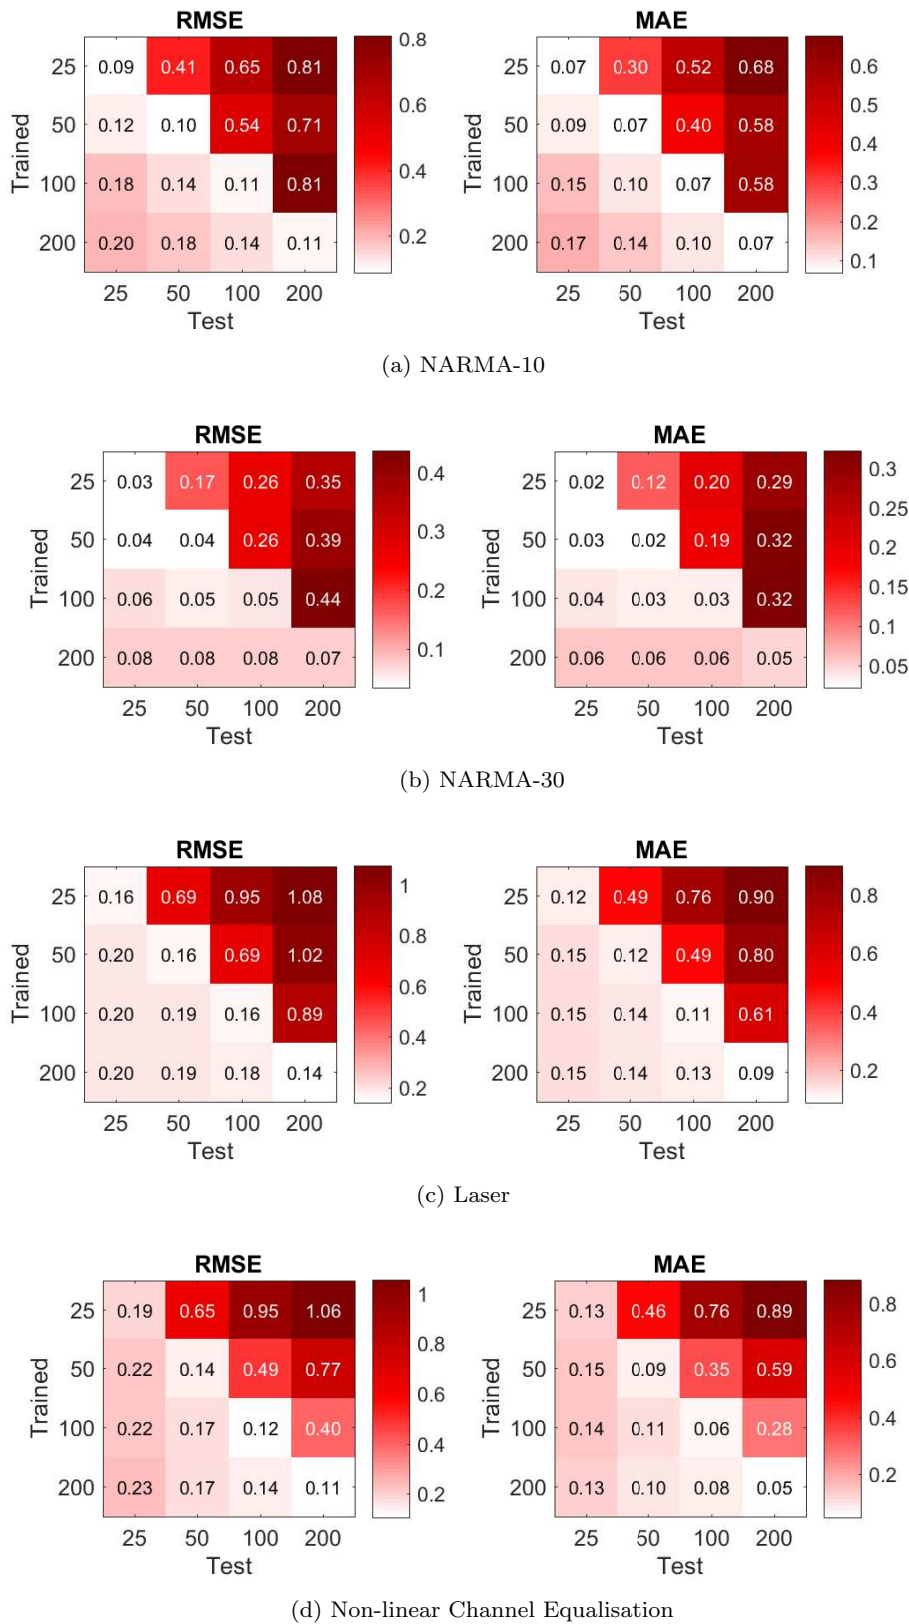 RMSE
MAE
Trained
25 0.09 0.41 0.65 0.81
50 0.12 0.10 0.54 0.71
100 0.18 0.14 0.11 0.81
200 0.20 0.18 0.14 0.11
25 50 100 200
Test
0.8
0.6
0.4
0.2
Trained
25 0.07 0.30 0.52 0.68
50 0.09 0.07 0.40 0.58
100 0.15 0.10 0.07 0.58
200 0.17 0.14 0.10 0.07
25 50 100 200
Test
0.6
0.5
0.4
0.3
0.2
0.1
(a) NARMA-10
RMSE
MAE
Trained
25 0.03 0.17 0.26 0.35
50 0.04 0.04 0.26 0.39
100 0.06 0.05 0.05 0.44
200 0.08 0.08 0.08 0.07
25 50 100 200
Test
0.4
0.3
0.2
0.1
Trained
25 0.02 0.12 0.20 0.29
50 0.03 0.02 0.19 0.32
100 0.04 0.03 0.03 0.32
200 0.06 0.06 0.06 0.05
25 50 100 200
Test
0.3
0.25
0.2
0.15
0.1
0.05
(b) NARMA-30
RMSE
MAE
Trained
25 0.16 0.69 0.95 1.08
50 0.20 0.16 0.69 1.02
100 0.20 0.19 0.16 0.89
200 0.20 0.19 0.18 0.14
25 50 100 200
Test
1
0.8
0.6
0.4
0.2
Trained
25 0.12 0.49 0.76 0.90
50 0.15 0.12 0.49 0.80
100 0.15 0.14 0.11 0.61
200 0.15 0.14 0.13 0.09
25 50 100 200
Test
0.8
0.6
0.4
0.2
(c) Laser
RMSE
MAE
Trained
25 0.19 0.65 0.95 1.06
50 0.22 0.14 0.49 0.77
100 0.22 0.17 0.12 0.40
200 0.23 0.17 0.14 0.11
25 50 100 200
Test
1
0.8
0.6
0.4
0.2
Trained
25 0.13 0.46 0.76 0.89
50 0.15 0.09 0.35 0.59
100 0.14 0.11 0.06 0.28
200 0.13 0.10 0.08 0.05
25 50 100 200
Test
0.8
0.6
0.4
0.2
(d) Non-linear Channel Equalisation